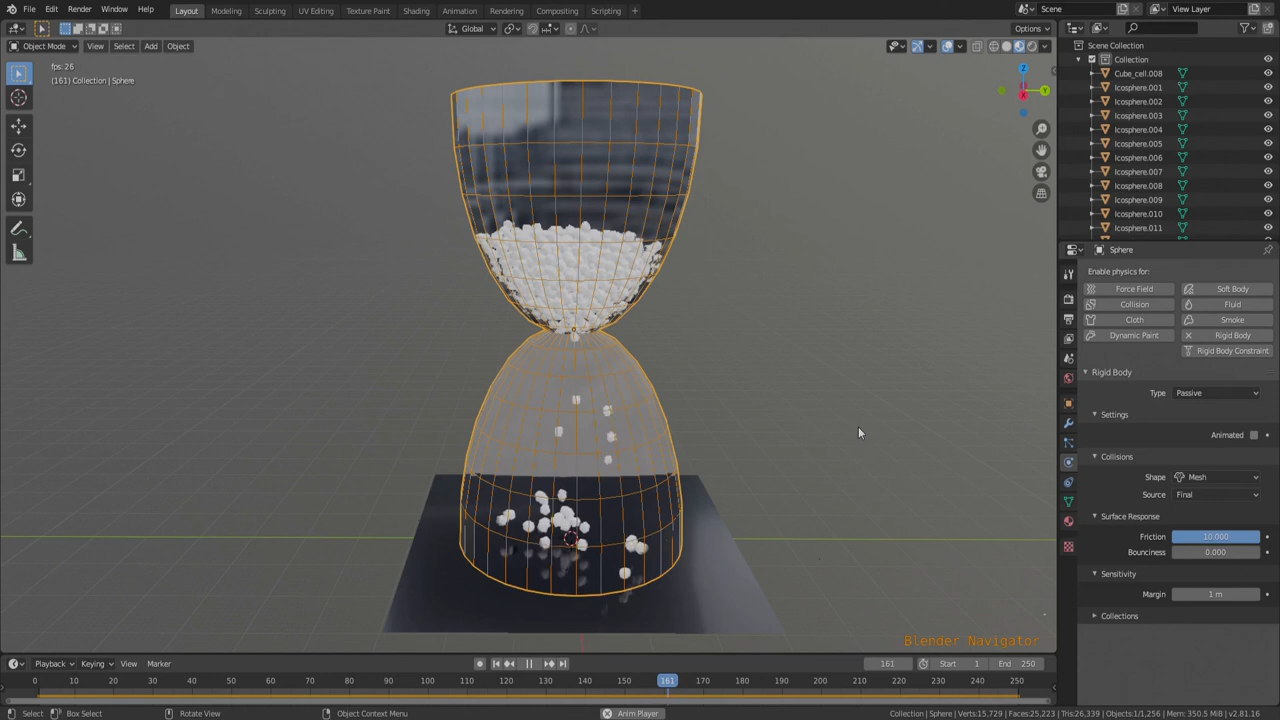 File Edit Render Window Help Layout Modeling Sculpting UV Editing Texture Paint Shading Animation Rendering Compositing Scripting + Scene View Layer
Global Options
Object Mode View Select Add Object
Scene Collection
Collection
fps: 26
(161) Collection | Sphere
Cube_cell.008
Icosphere.001
Icosphere.002
Icosphere.003
Icosphere.004
Icosphere.005
Icosphere.006
Icosphere.007
Icosphere.008
Icosphere.009
Icosphere.010
Icosphere.011
Z
Y
X
Sphere
Enable physics for:
Force Field Soft Body
Collision Fluid
Cloth Smoke
Dynamic Paint Rigid Body
Rigid Body Constraint
Rigid Body
Type Passive
Settings
Animated
Collisions
Shape Mesh
Source Final
Surface Response
Friction 10.000
Bounciness 0.000
Sensitivity
Margin 1 m
Collections
Blender Navigator
Playback Keying View Marker 161 Start 1 End 250
0 10 20 30 40 50 60 70 80 90 100 110 120 130 140 150 161 170 180 190 200 210 220 230 240 250
Select Box Select Rotate View Object Context Menu Anim Player Collection | Sphere | Verts:15,729 | Faces:25,223 | Tris:26,339 | Objects:1/1,256 | Mem: 350.5 MiB | v2.81.16